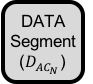 DATA
Segment
(D_{AC_N})